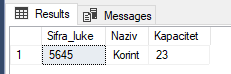 Results Messages
Sifra_luke Naziv Kapacitet
1 5645 Korint 23